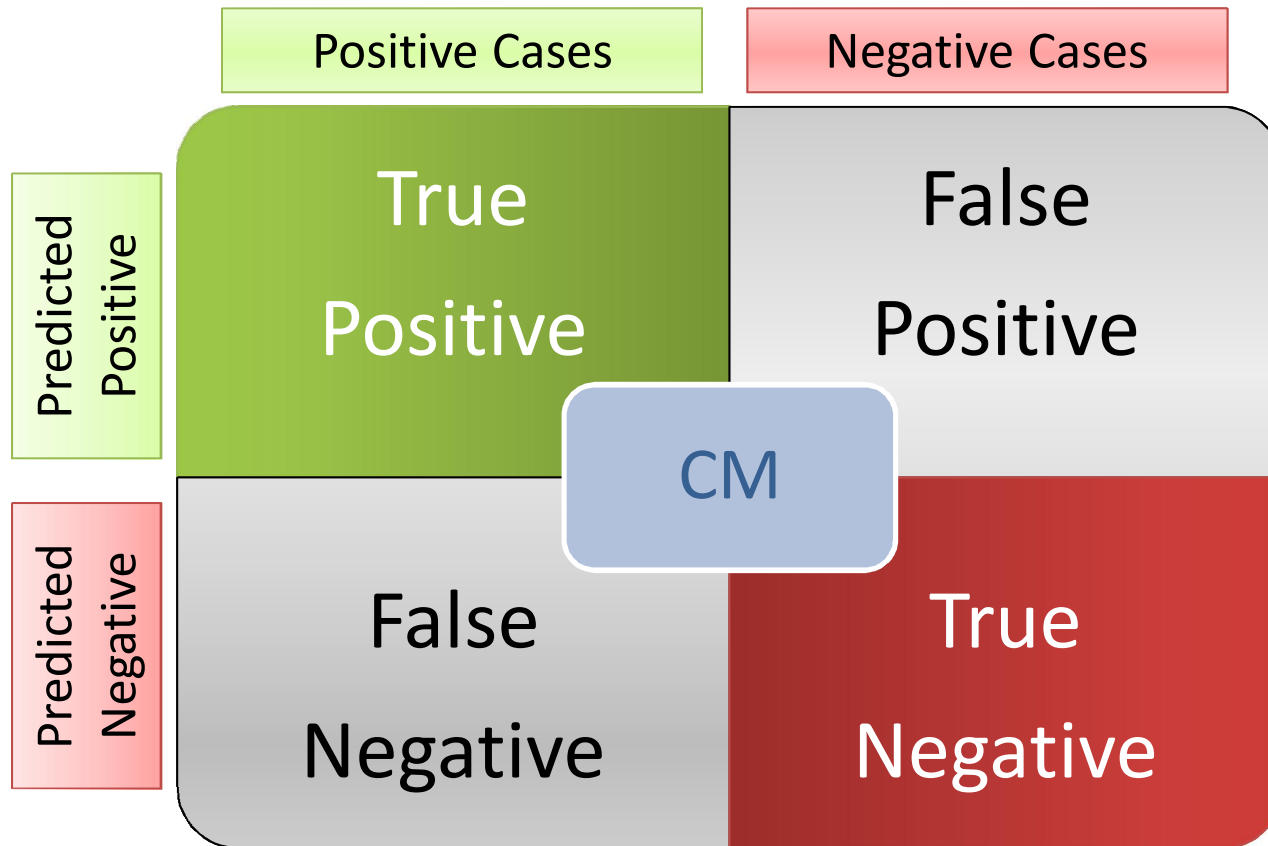 Positive Cases
Negative Cases
Predicted
Positive
True
Positive
False
Positive
CM
Predicted
Negative
False
Negative
True
Negative